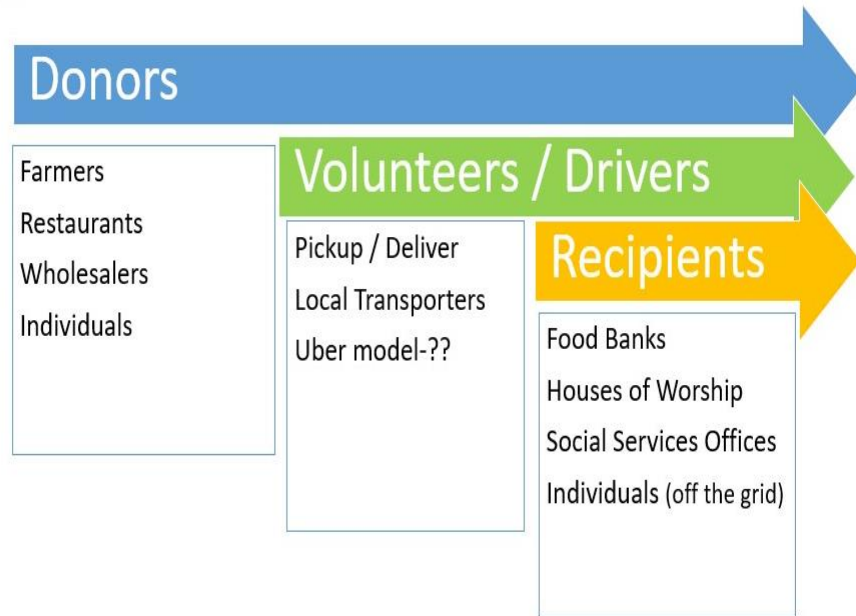 Donors
Farmers
Restaurants
Wholesalers
Individuals
Volunteers / Drivers
Pickup / Deliver
Local Transporters
Uber model-??
Recipients
Food Banks
Houses of Worship
Social Services Offices
Individuals (off the grid)